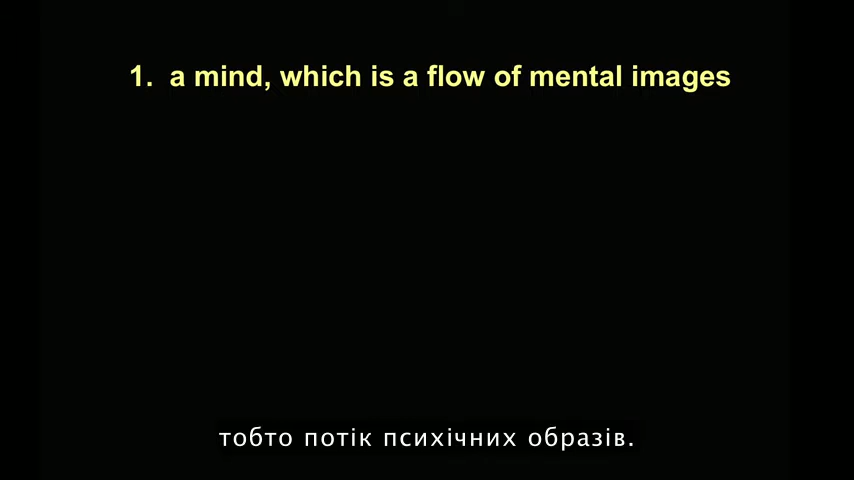 1. a mind, which is a flow of mental images
тобто потік психічних образів.